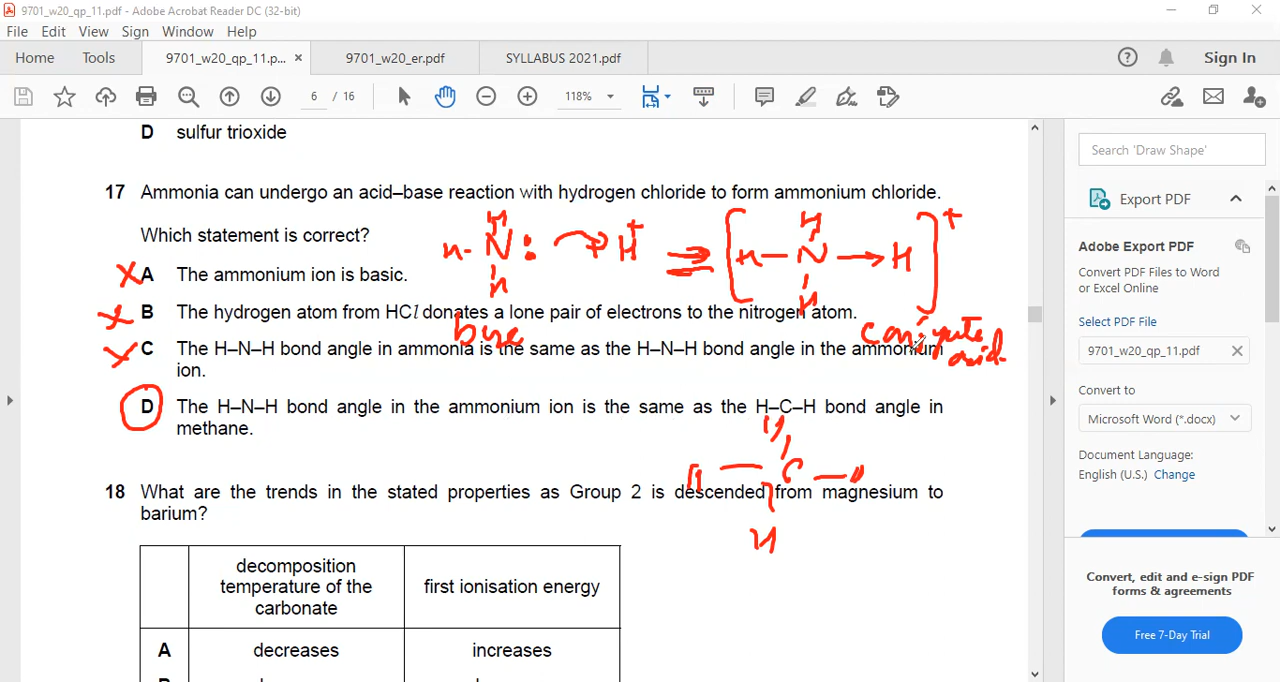 9701_w20_qp_11.pdf - Adobe Acrobat Reader DC (32-bit)
File Edit View Sign Window Help
Home Tools 9701_w20_qp_11.p... × 9701_w20_er.pdf SYLLABUS 2021.pdf Sign In
6 / 16 118%
D sulfur trioxide
17 Ammonia can undergo an acid–base reaction with hydrogen chloride to form ammonium chloride.
Which statement is correct?
A The ammonium ion is basic.
B The hydrogen atom from HCl donates a lone pair of electrons to the nitrogen atom.
C The H–N–H bond angle in ammonia is the same as the H–N–H bond angle in the ammonium
ion.
D The H–N–H bond angle in the ammonium ion is the same as the H–C–H bond angle in
methane.
H
H - N : H+
H
[ H
H — N → H ]+
H
base
conjugate
acid
H
H — C — H
H
18 What are the trends in the stated properties as Group 2 is descended from magnesium to
barium?
decomposition
temperature of the
carbonate
first ionisation energy
A decreases increases
Search 'Draw Shape'
Export PDF
Adobe Export PDF
Convert PDF Files to Word
or Excel Online
Select PDF File
9701_w20_qp_11.pdf ×
Convert to
Microsoft Word (*.docx)
Document Language:
English (U.S.) Change
Convert, edit and e-sign PDF
forms & agreements
Free 7-Day Trial